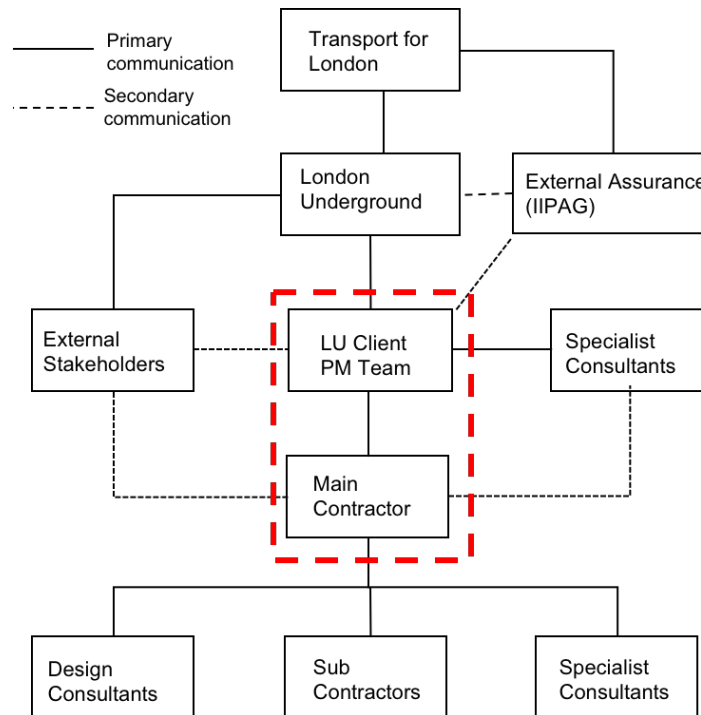 Primary
communication
Secondary
communication
Transport for
London
London
Underground
External Assurance
(IIPAG)
External
Stakeholders
LU Client
PM Team
Specialist
Consultants
Main
Contractor
Design
Consultants
Sub
Contractors
Specialist
Consultants